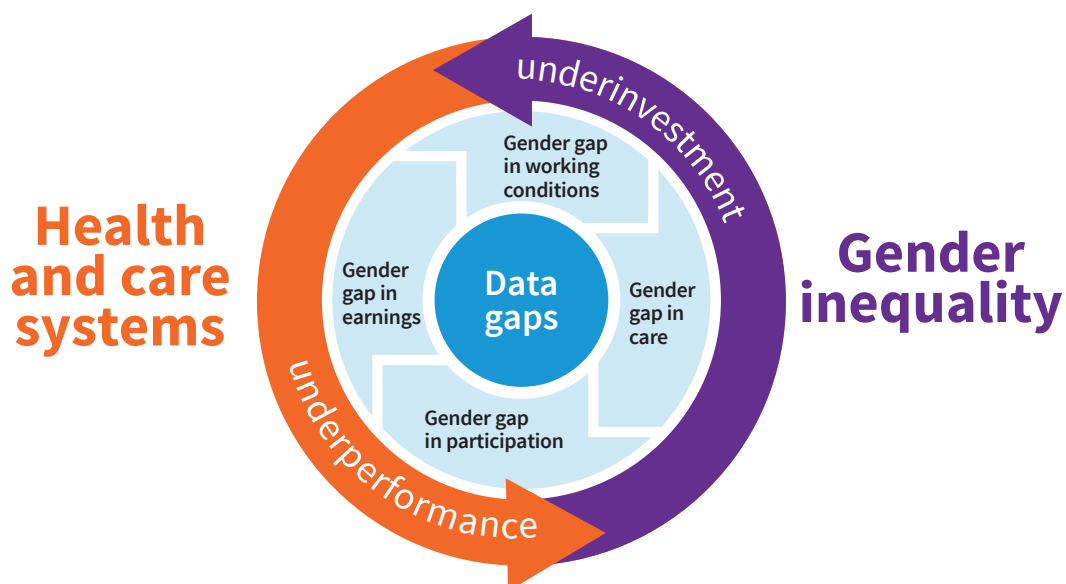 underinvestment
Gender gap
in working
conditions
Health
and care
systems
Gender
inequality
Gender
gap in
earnings
Data
gaps
Gender
gap in
care
Gender gap
in participation
underperformance